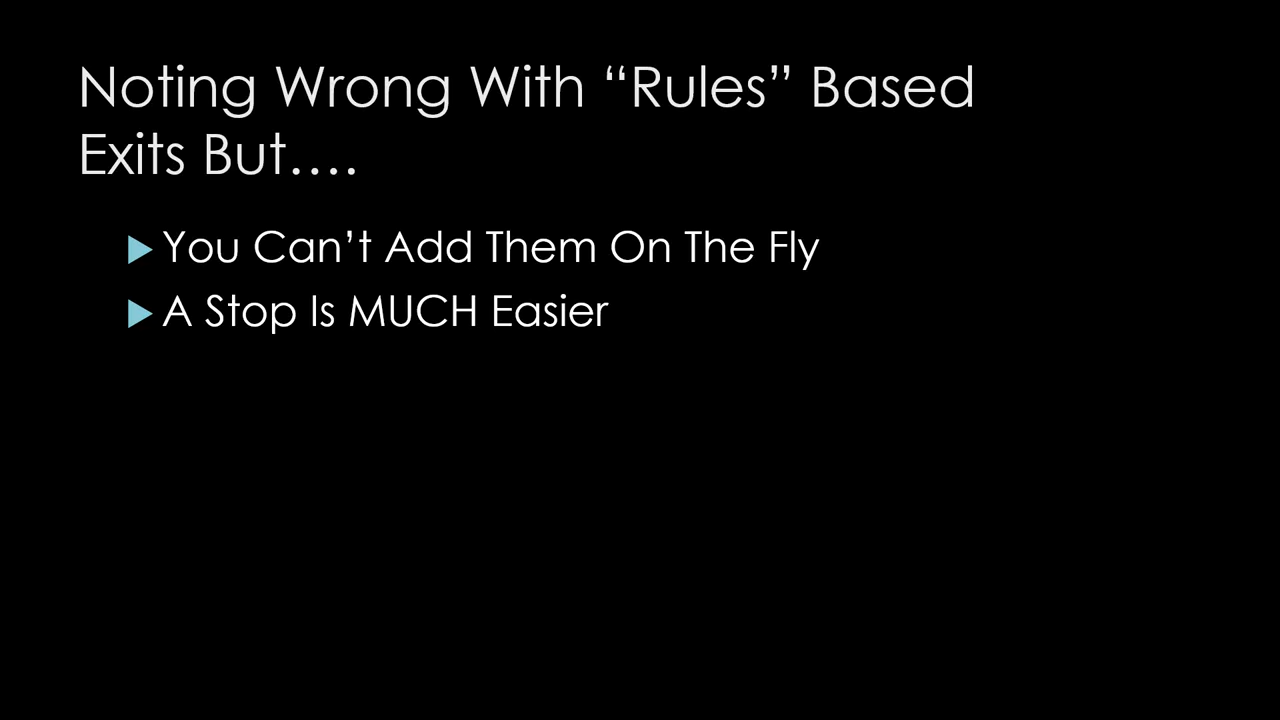 Noting Wrong With “Rules” Based
Exits But....
You Can’t Add Them On The Fly
A Stop Is MUCH Easier